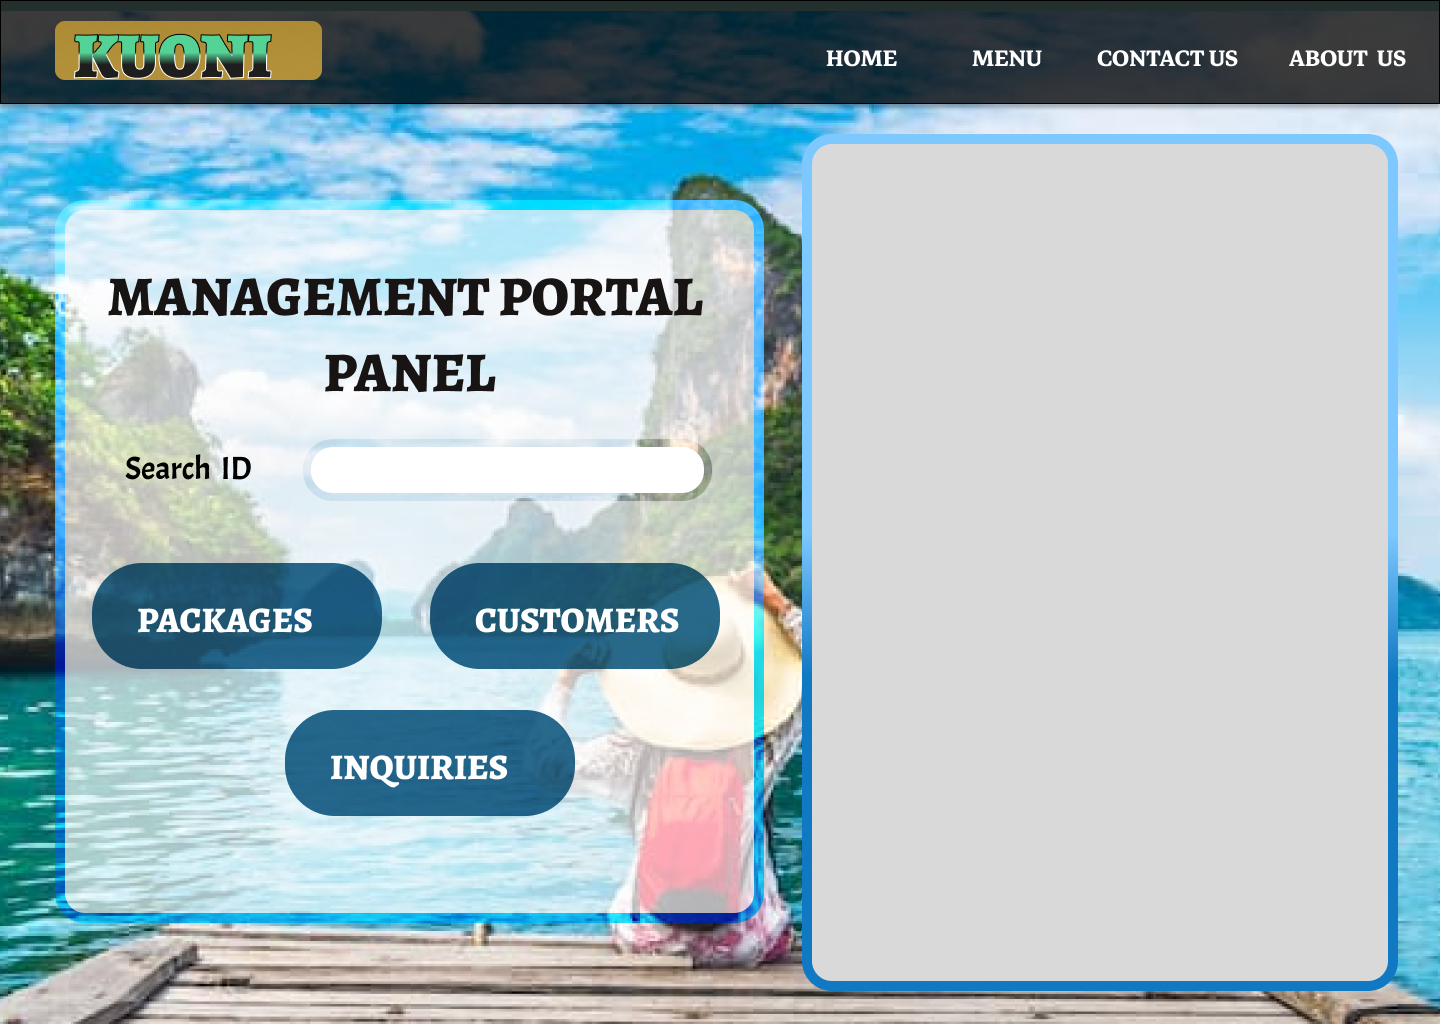 KUONI
HOME MENU CONTACT US ABOUT US
MANAGEMENT PORTAL
PANEL
Search ID
PACKAGES CUSTOMERS
INQUIRIES